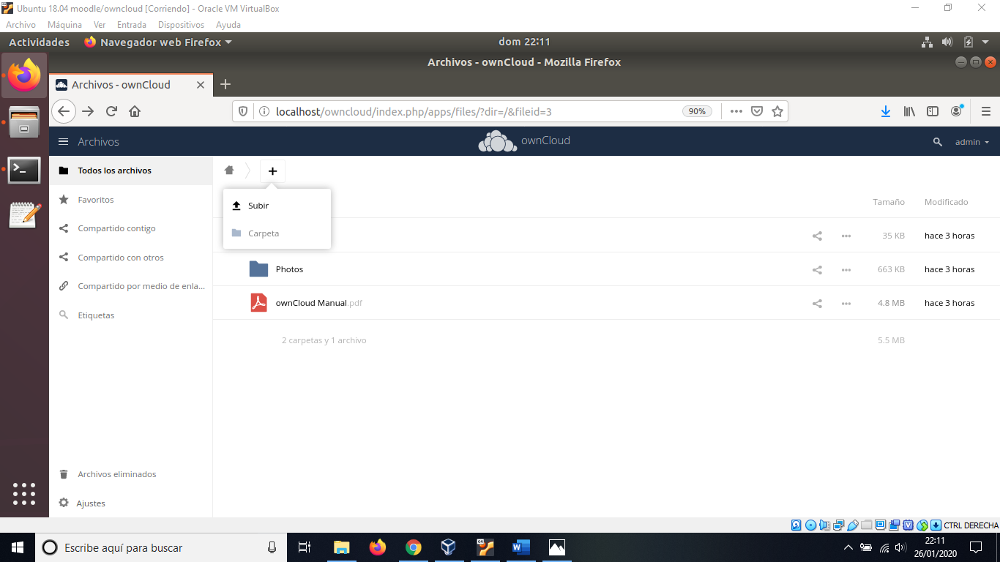 Ubuntu 18.04 moodle/owncloud [Corriendo] - Oracle VM VirtualBox
Archivo Máquina Ver Entrada Dispositivos Ayuda
Actividades Navegador web Firefox dom 22:11
Archivos - ownCloud - Mozilla Firefox
Archivos - ownCloud
localhost/owncloud/index.php/apps/files/?dir=/&fileid=3 90%
Archivos ownCloud admin
Todos los archivos
Favoritos
Compartido contigo
Compartido con otros
Compartido por medio de enla...
Etiquetas
Archivos eliminados
Ajustes
Subir
Carpeta
Tamaño Modificado
35 KB hace 3 horas
Photos 663 KB hace 3 horas
ownCloud Manual.pdf 4.8 MB hace 3 horas
2 carpetas y 1 archivo 5.5 MB
CTRL DERECHA
Escribe aquí para buscar
22:11
26/01/2020